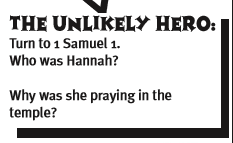 THE UNLIKELY HERO:
Turn to 1 Samuel 1.
Who was Hannah?
Why was she praying in the
temple?